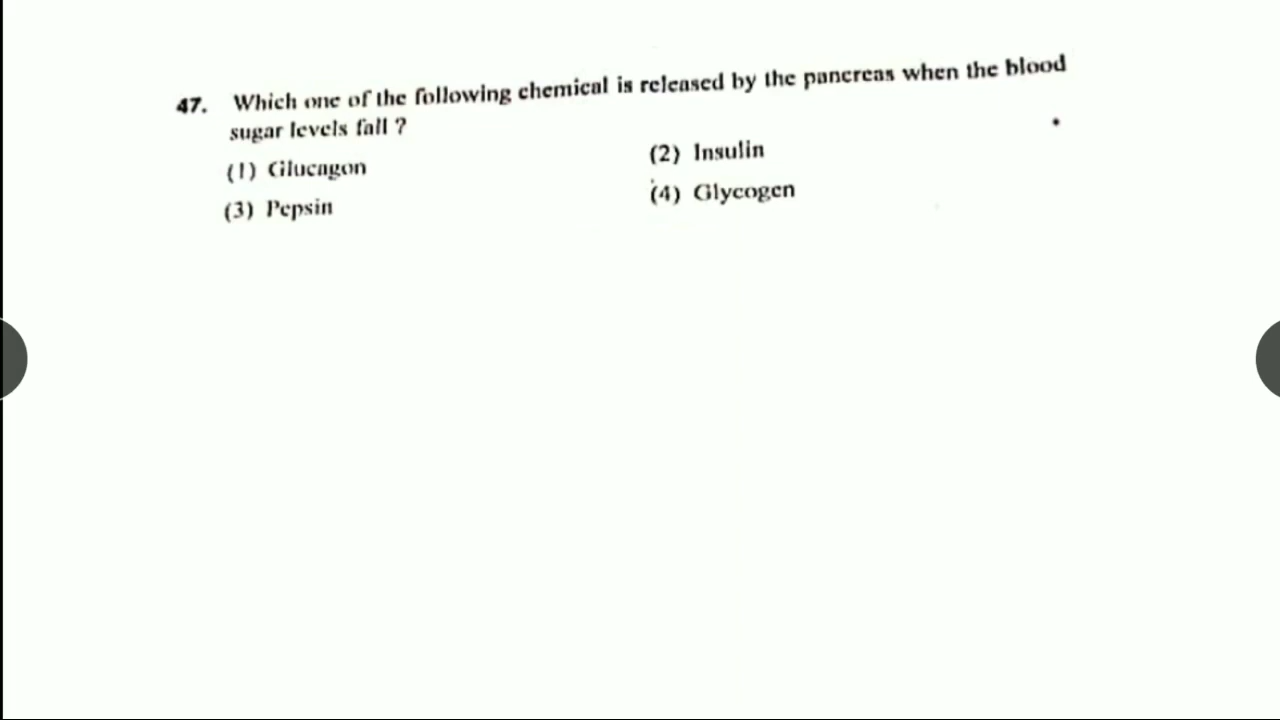 47. Which one of the following chemical is released by the pancreas when the blood
sugar levels fall ?
(1) Glucagon (2) Insulin
(3) Pepsin (4) Glycogen